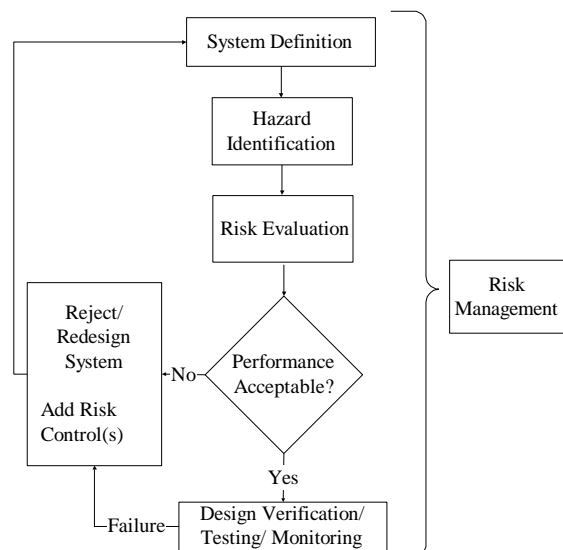 System Definition
Hazard
Identification
Risk Evaluation
Risk
Management
Reject/
Redesign
System
Add Risk
Control(s)
No
Performance
Acceptable?
Yes
Failure
Design Verification/
Testing/ Monitoring